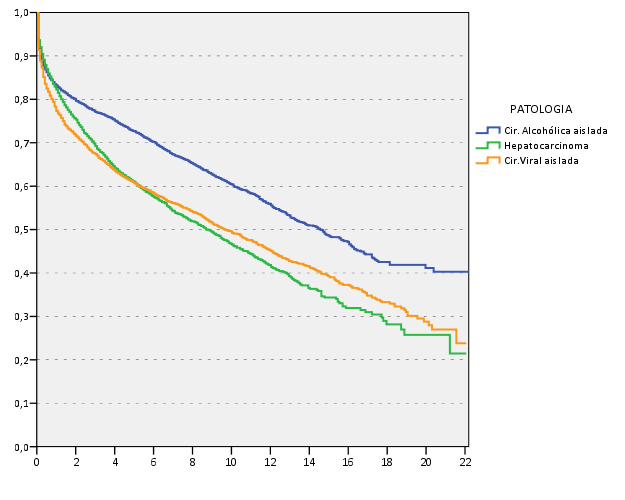 1,0
0,9
0,8
0,7
0,6
0,5
0,4
0,3
0,2
0,1
0,0
0 2 4 6 8 10 12 14 16 18 20 22
PATOLOGIA
Cir. Alcohólica aislada
Hepatocarcinoma
Cir.Viral aislada